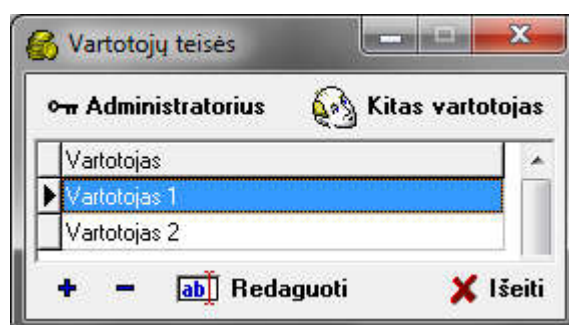 Vartotojų teisės
Administratorius Kitas vartotojas
Vartotojas
Vartotojas 1
Vartotojas 2
+ - ab Redaguoti Išeiti